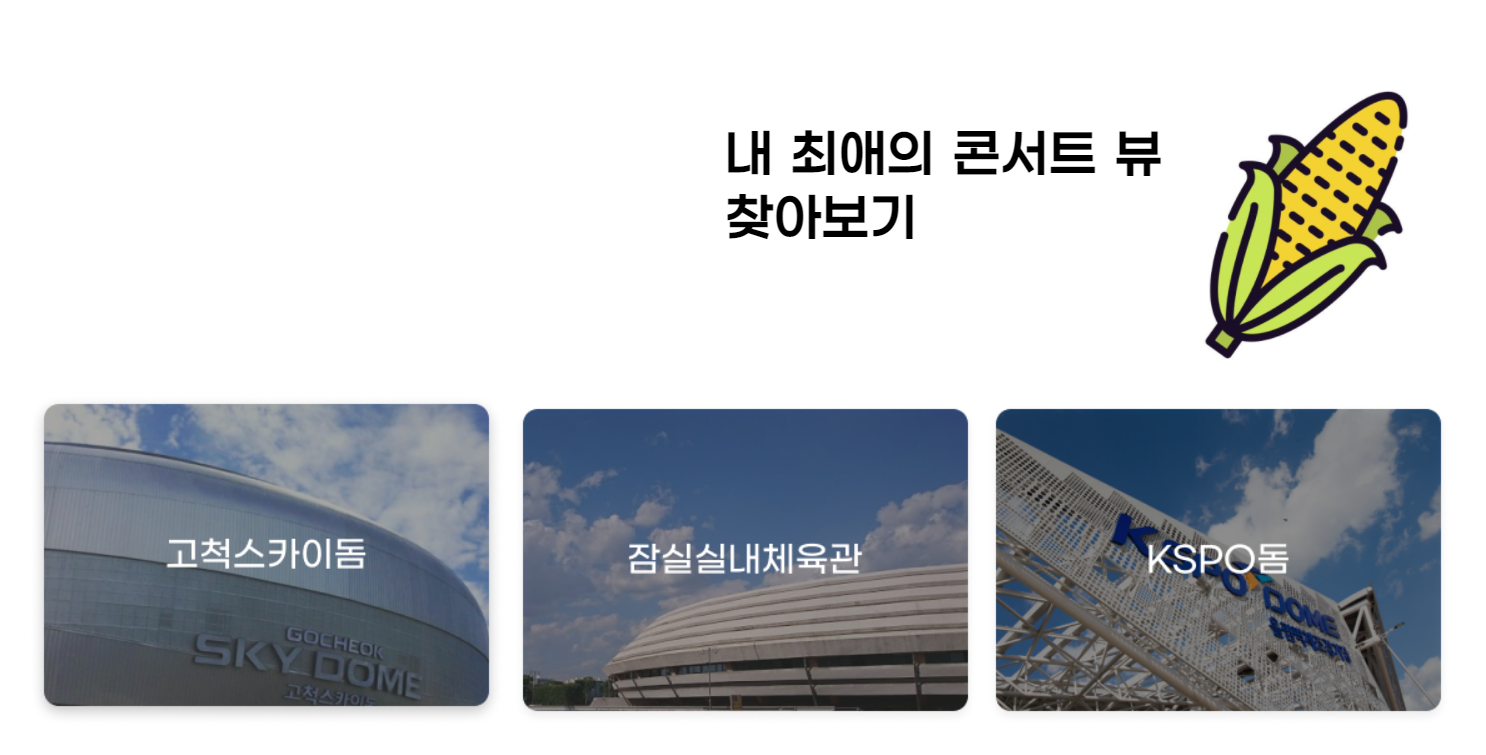 내 최애의 콘서트 뷰
찾아보기
고척스카이돔
GOCHEOK
SKY DOME
고척스카이돔
잠실실내체육관
KSPO돔
KSPO
DOME